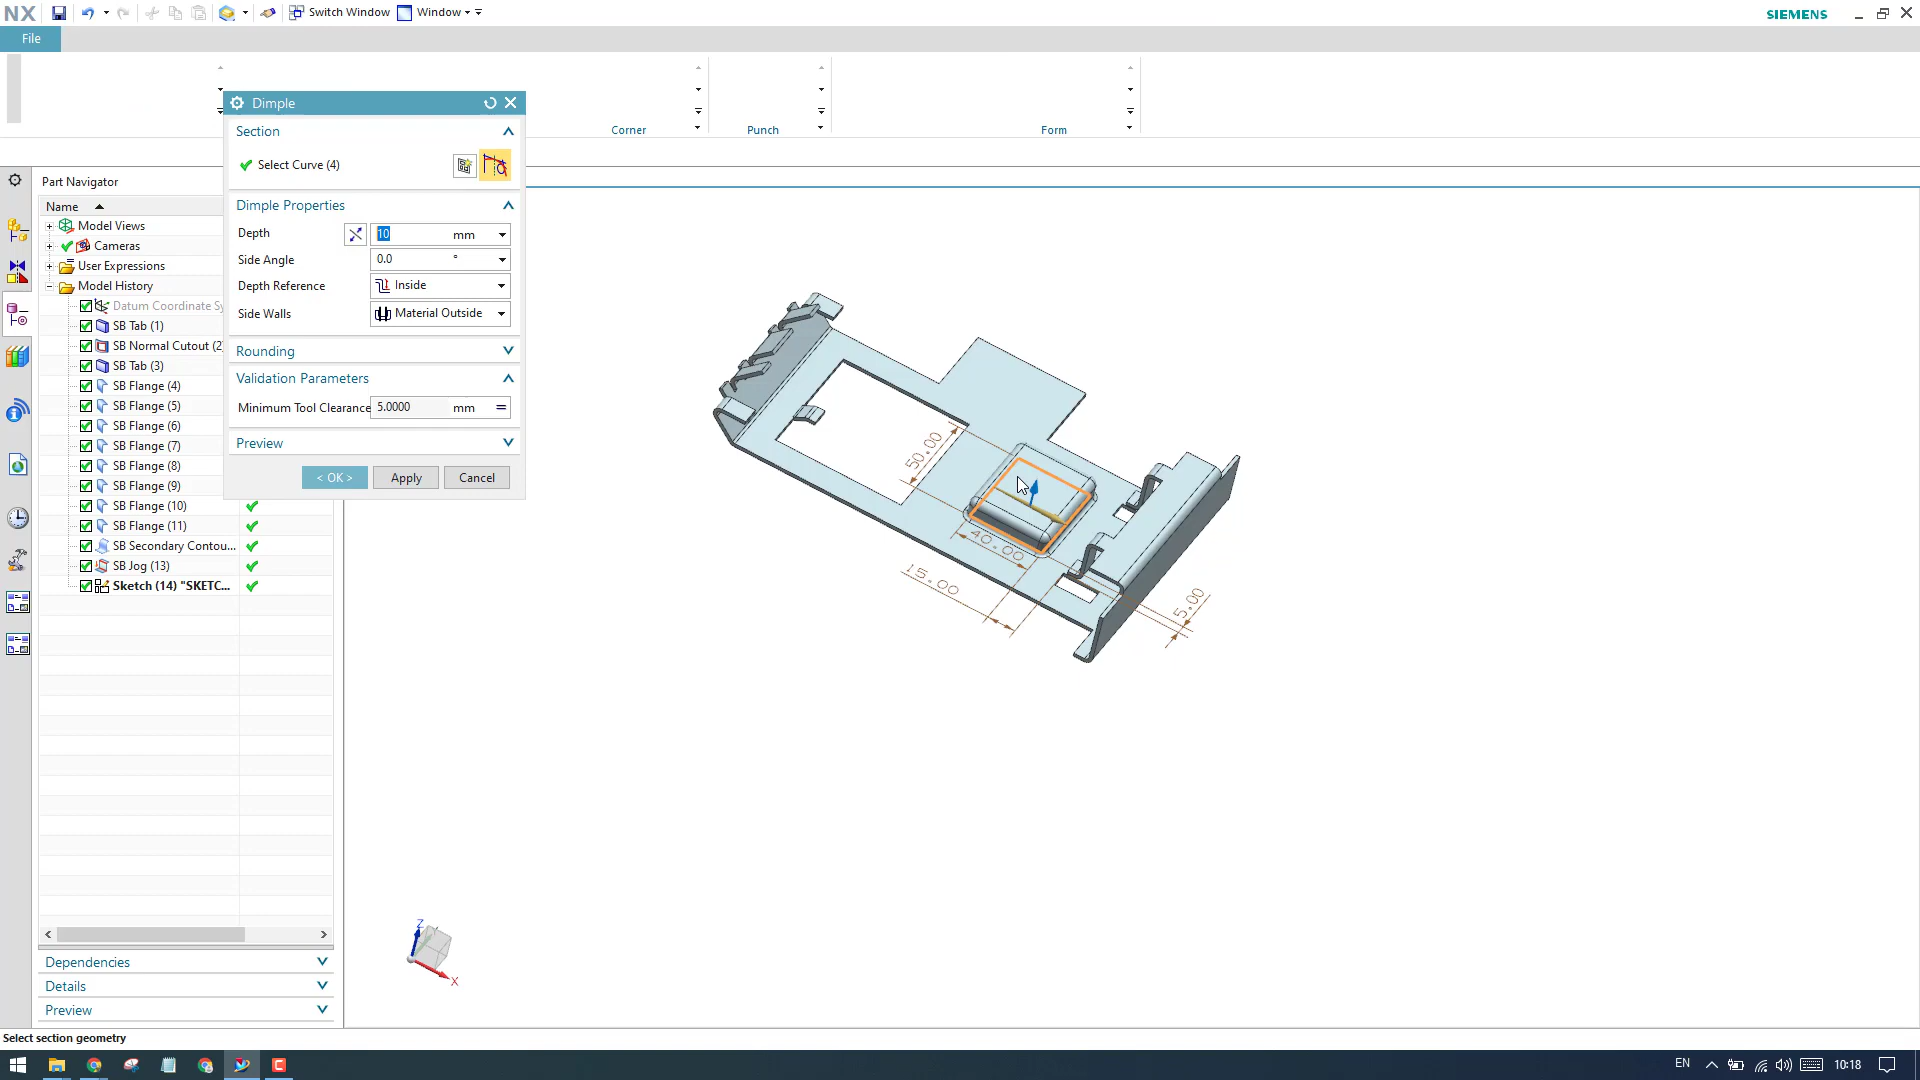 NX
Switch Window
Window
SIEMENS
File
Corner
Punch
Form
Dimple
Section
Select Curve (4)
Dimple Properties
Depth
10
mm
Side Angle
0.0
°
Depth Reference
Inside
Side Walls
Material Outside
Rounding
Validation Parameters
Minimum Tool Clearance
5.0000
mm
=
Preview
< OK >
Apply
Cancel
Part Navigator
Name
Model Views
Cameras
User Expressions
Model History
Datum Coordinate Sy
SB Tab (1)
SB Normal Cutout (2)
SB Tab (3)
SB Flange (4)
SB Flange (5)
SB Flange (6)
SB Flange (7)
SB Flange (8)
SB Flange (9)
SB Flange (10)
SB Flange (11)
SB Secondary Contou...
SB Jog (13)
Sketch (14) "SKETC...
Dependencies
Details
Preview
50.00
40.00
15.00
5.00
Z
Y
X
Select section geometry
EN
10:18